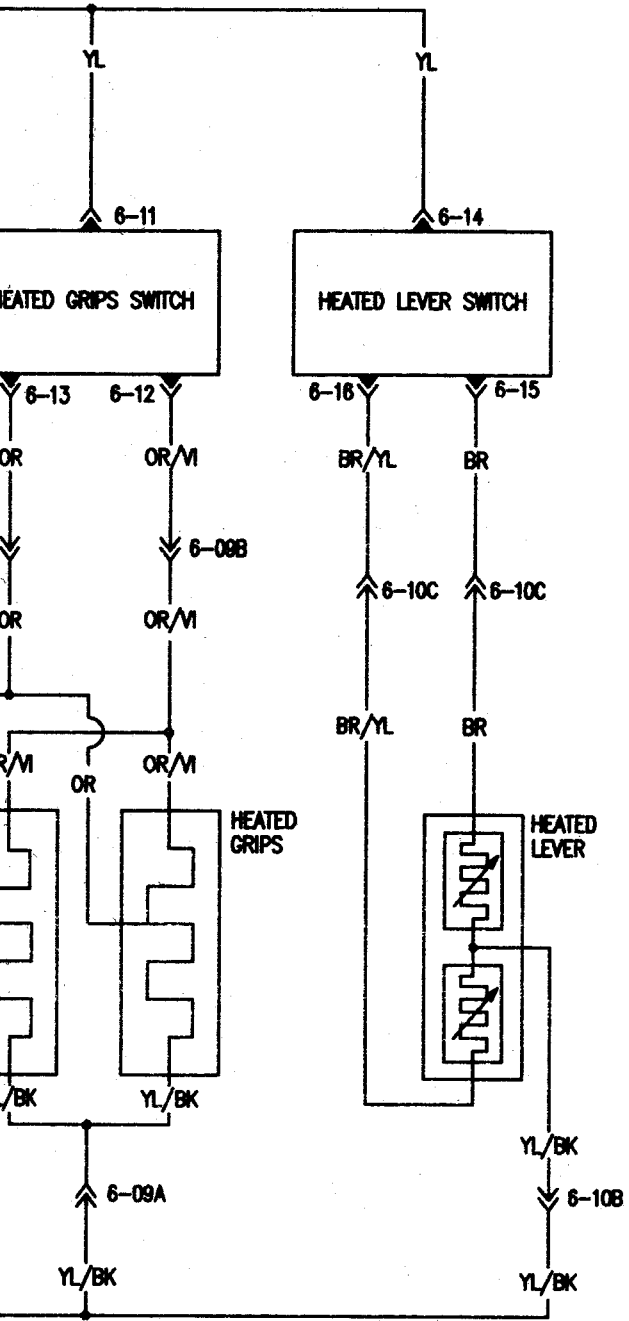 YL YL
6-11 6-14
HEATED GRIPS SWITCH HEATED LEVER SWITCH
6-13 6-12 6-16 6-15
OR OR/VI BR/YL BR
6-09B
6-10C 6-10C
OR OR/VI
BR/YL BR
R/VI OR/VI
OR
HEATED
GRIPS
HEATED
LEVER
/BK YL/BK
YL/BK
6-09A 6-10B
YL/BK YL/BK